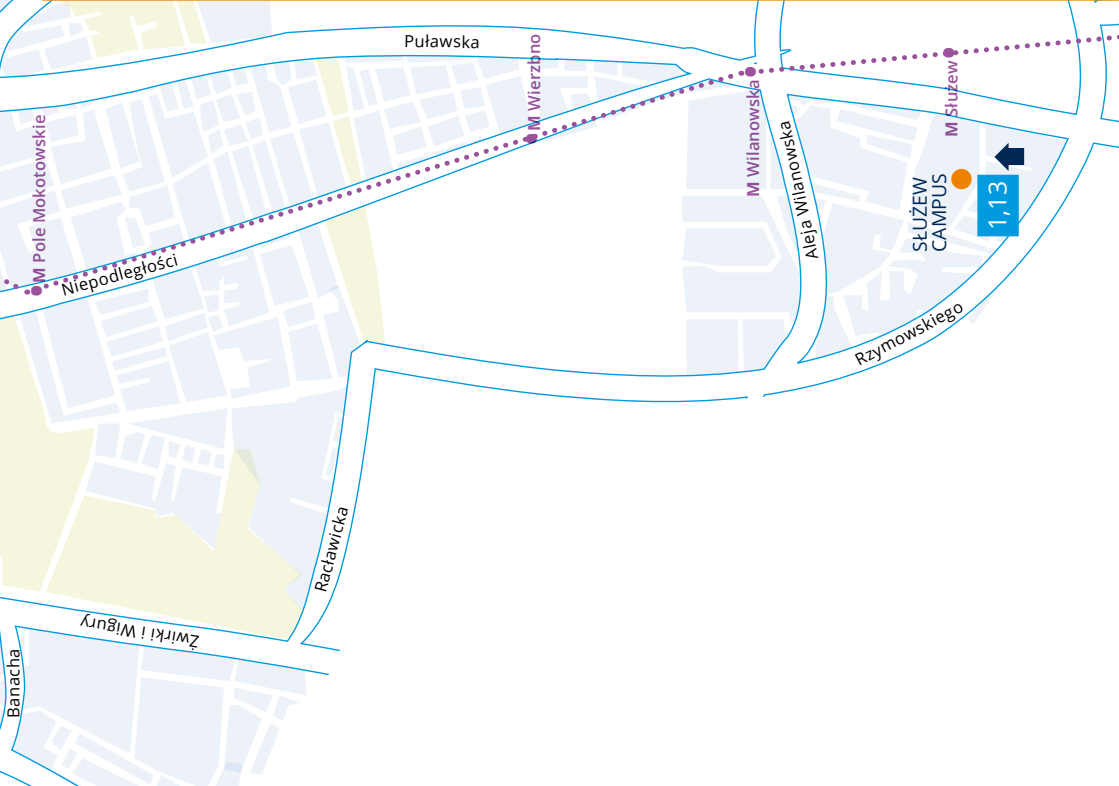 Puławska
M Wierzbno
M Pole Mokotowskie
Niepodległości
M Wilanowska
Aleja Wilanowska
M Służew
SŁUŻEW
CAMPUS
1,13
Rzymowskiego
Racławicka
Żwirki i Wigury
Banacha